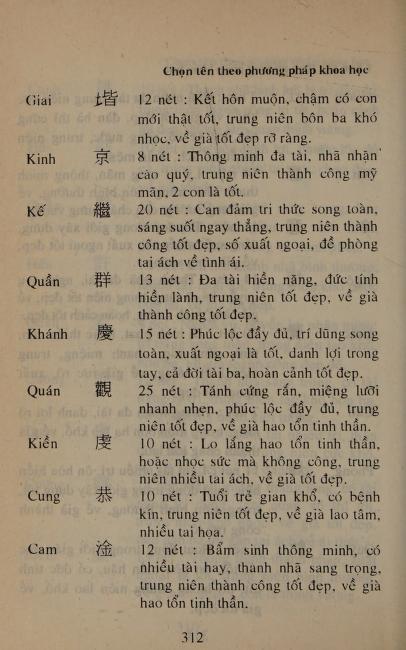 Chọn tên theo phương pháp khoa học
Giai 堦 12 nét : Kết hôn muộn, chậm có con
mới thật tốt, trung niên bôn ba khó
nhọc, về già tốt đẹp rỡ ràng.
Kinh 京 8 nét : Thông minh đa tài, nhã nhặn
cào quý, trung niên thành công mỹ
mãn, 2 con là tốt.
Kế 繼 20 nét : Can đảm tri thức song toàn,
sáng suốt ngay thẳng, trung niên thành
công tốt đẹp, số xuất ngoại, đề phòng
tai ách về tình ái.
Quần 群 13 nét : Đa tài hiền năng, đức tính
hiền lành, trung niên tốt đẹp, về già
thành công tốt đẹp.
Khánh 慶 15 nét : Phúc lộc đầy đủ, trí dũng song
toàn, xuất ngoại là tốt, danh lợi trong
tay, cả đời tài ba, hoàn cảnh tốt đẹp.
Quán 觀 25 nét : Tánh cứng rắn, miệng lưỡi
nhanh nhẹn, phúc lộc đầy đủ, trung
niên tốt đẹp, về già hao tổn tinh thần.
Kiền 虔 10 nét : Lo lắng hao tổn tinh thần,
hoặc nhọc sức mà không công, trung
niên nhiều tai ách, về già tốt đẹp.
Cung 恭 10 nét : Tuổi trẻ gian khổ, có bệnh
kín, trung niên tốt đẹp, về già lao tâm,
nhiều tai họa.
Cam 淦 12 nét : Bẩm sinh thông minh, có
nhiều tài hay, thanh nhã sang trọng,
trung niên thành công tốt đẹp, về già
hao tổn tinh thần.
312